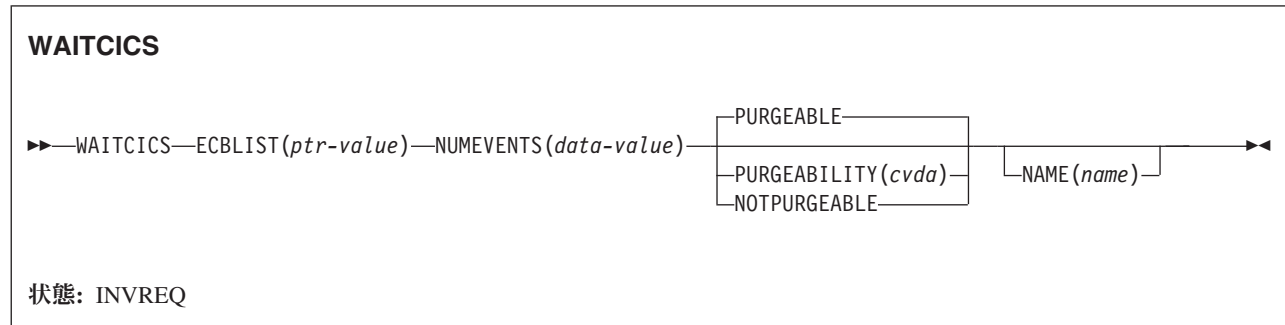 WAITCICS
PURGEABLE
WAITCICS ECBLIST(ptr-value) NUMEVENTS(data-value)
PURGEABILITY(cvda) NAME(name)
NOTPURGEABLE
状態: INVREQ